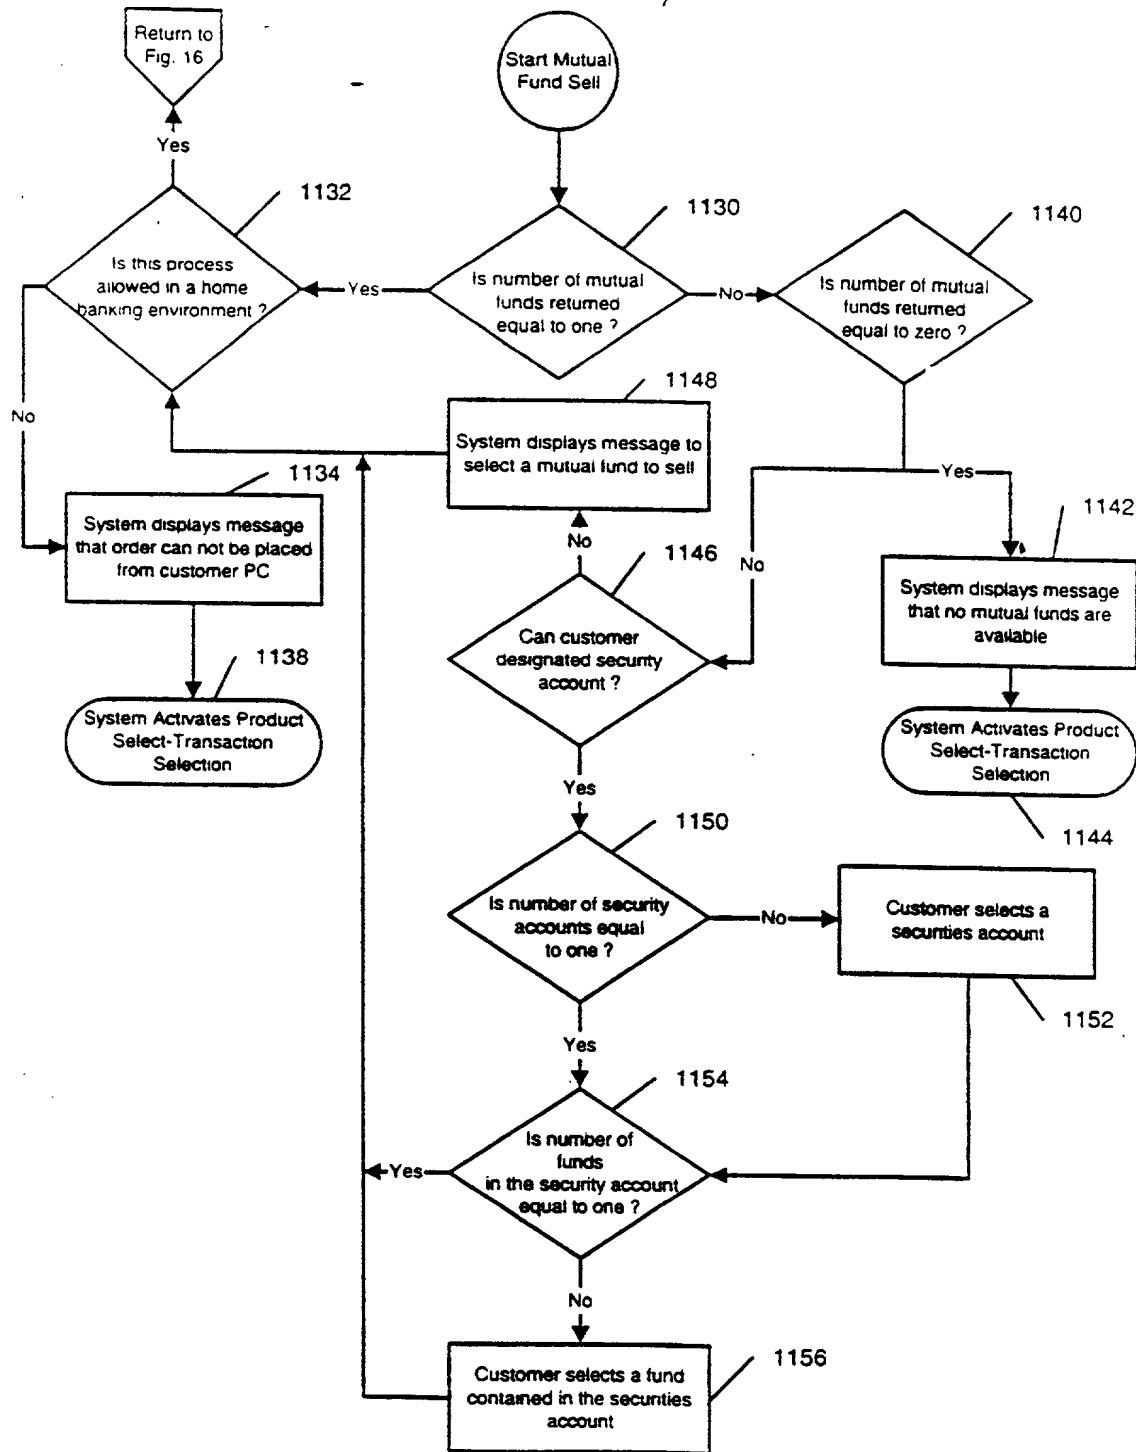 Return to
Fig. 16
Start Mutual
Fund Sell
Yes
1132
1130
1140
Is this process
allowed in a home
banking environment ?
Yes
Is number of mutual
funds returned
equal to one ?
No
Is number of mutual
funds returned
equal to zero ?
No
1148
System displays message to
select a mutual fund to sell
Yes
1134
System displays message
that order can not be placed
from customer PC
No
1146
No
1142
System displays message
that no mutual funds are
available
Can customer
designated security
account ?
1138
System Activates Product
Select-Transaction
Selection
System Activates Product
Select-Transaction
Selection
Yes
1150
1144
Is number of security
accounts equal
to one ?
No
Customer selects a
securities account
1152
Yes
1154
Is number of
funds
in the security account
equal to one ?
Yes
No
1156
Customer selects a fund
contained in the securities
account